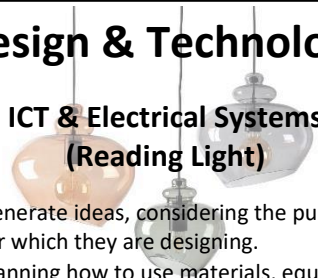 esign & Technolo
ICT & Electrical Systems
(Reading Light)
enerate ideas, considering the pu
r which they are designing.
anning how to use materials, equ